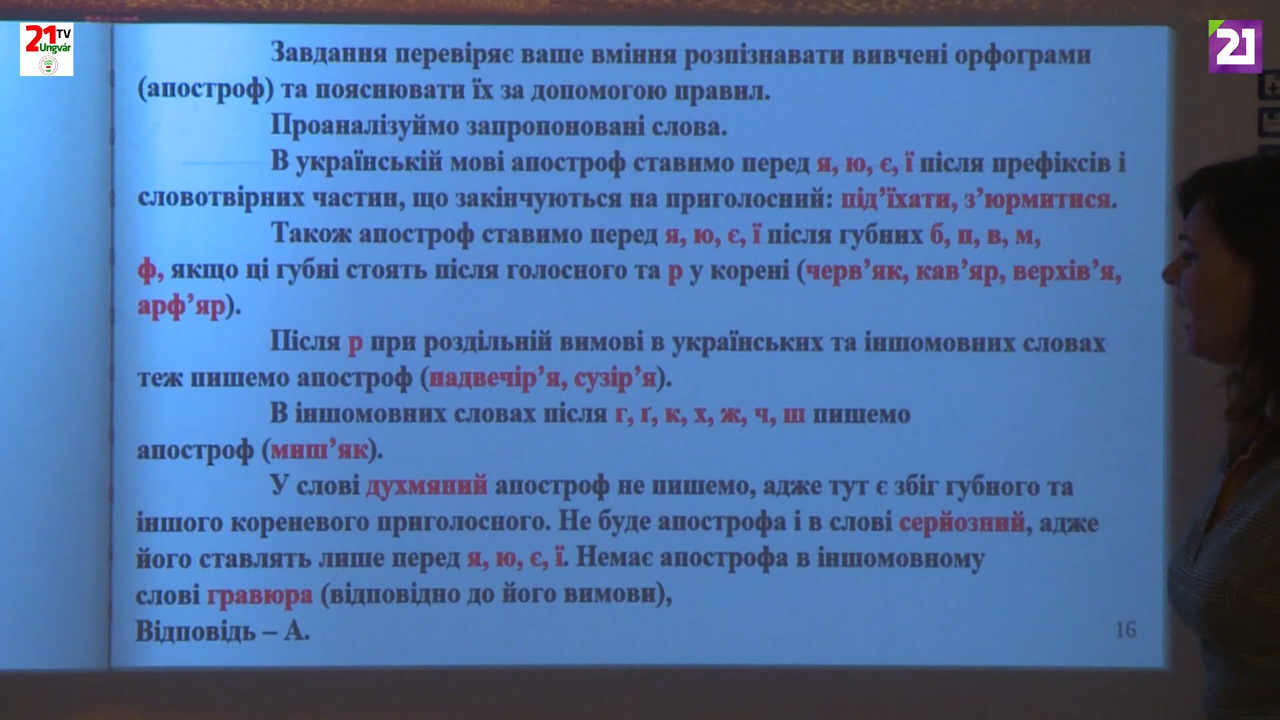 21 TV
Ungvár
21
Завдання перевіряє ваше вміння розпізнавати вивчені орфограми
(апостроф) та пояснювати їх за допомогою правил.
Проаналізуймо запропоновані слова.
В українській мові апостроф ставимо перед я, ю, є, ї після префіксів і
словотвірних частин, що закінчуються на приголосний: під’їхати, з’юрмитися.
Також апостроф ставимо перед я, ю, є, ї після губних б, п, в, м,
ф, якщо ці губні стоять після голосного та р у корені (черв’як, кав’яр, верхів’я,
арф’яр).
Після р при роздільній вимові в українських та іншомовних словах
теж пишемо апостроф (надвечір’я, сузір’я).
В іншомовних словах після г, ґ, к, х, ж, ч, ш пишемо
апостроф (миш’як).
У слові духмяний апостроф не пишемо, адже тут є збіг губного та
іншого кореневого приголосного. Не буде апострофа і в слові серйозний, адже
його ставлять лише перед я, ю, є, ї. Немає апострофа в іншомовному
слові гравюра (відповідно до його вимови),
Відповідь – А.
16